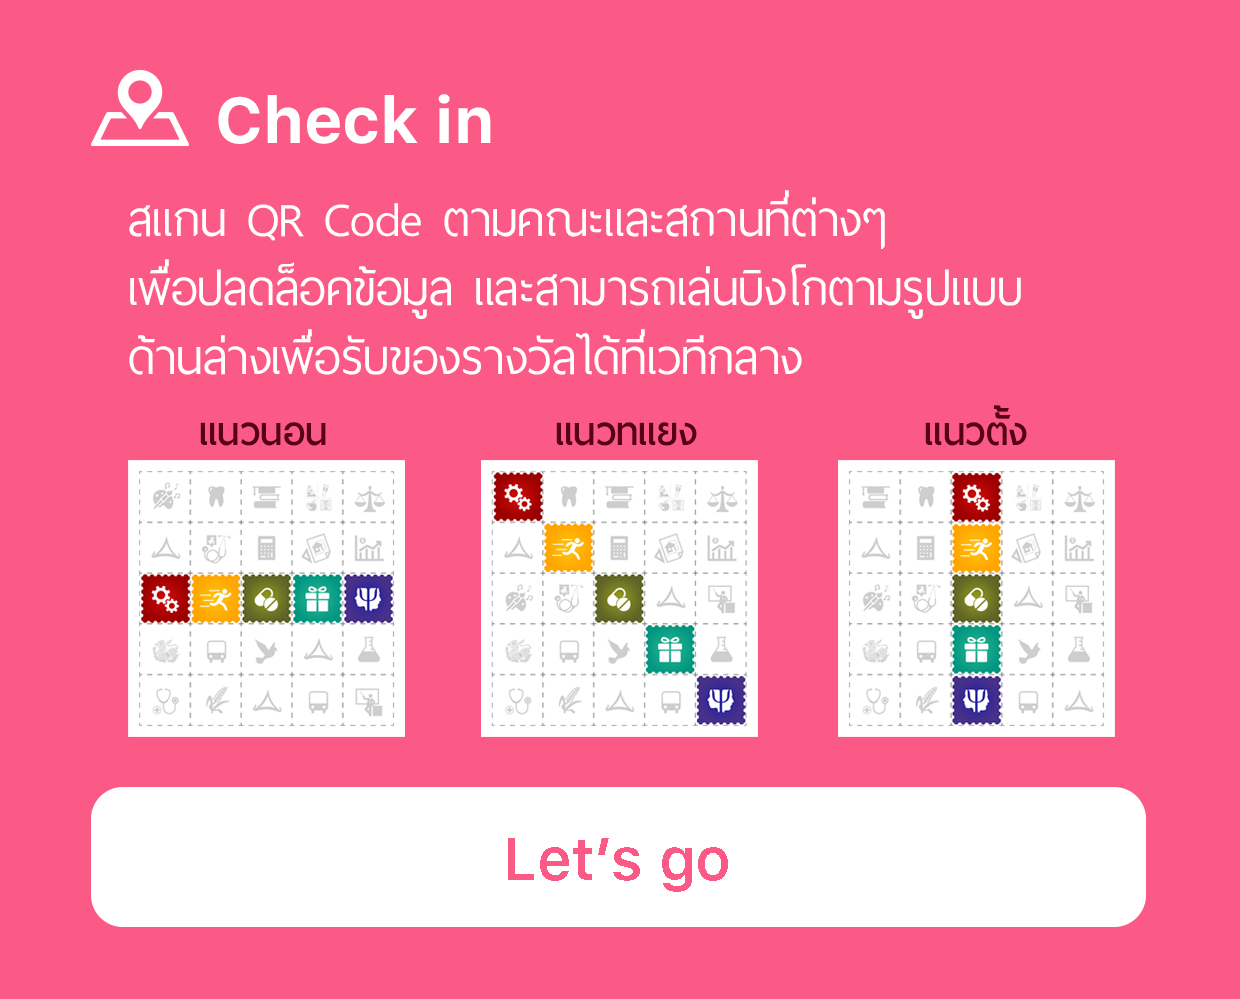 Check in
สแกน QR Code ตามคณะและสถานที่ต่างๆ
เพื่อปลดล็อคข้อมูล และสามารถเล่นบิงโกตามรูปแบบ
ด้านล่างเพื่อรับของรางวัลได้ที่เวทีกลาง
แนวนอน แนวทแยง แนวตั้ง
Let's go